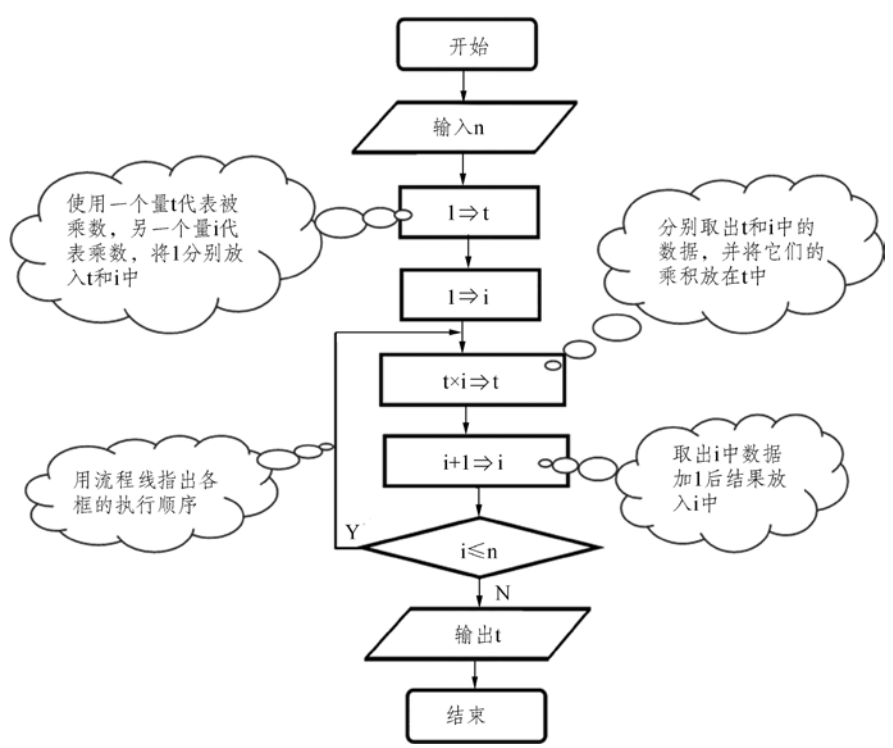 开始
输入n
使用一个量t代表被
乘数，另一个量i代
表乘数，将1分别放
入t和i中
1⇒t
分别取出t和i中的
数据，并将它们的
乘积放在t中
1⇒i
t×i⇒t
用流程线指出各
框的执行顺序
i+1⇒i
取出i中数据
加1后结果放
入i中
Y
i≤n
N
输出t
结束